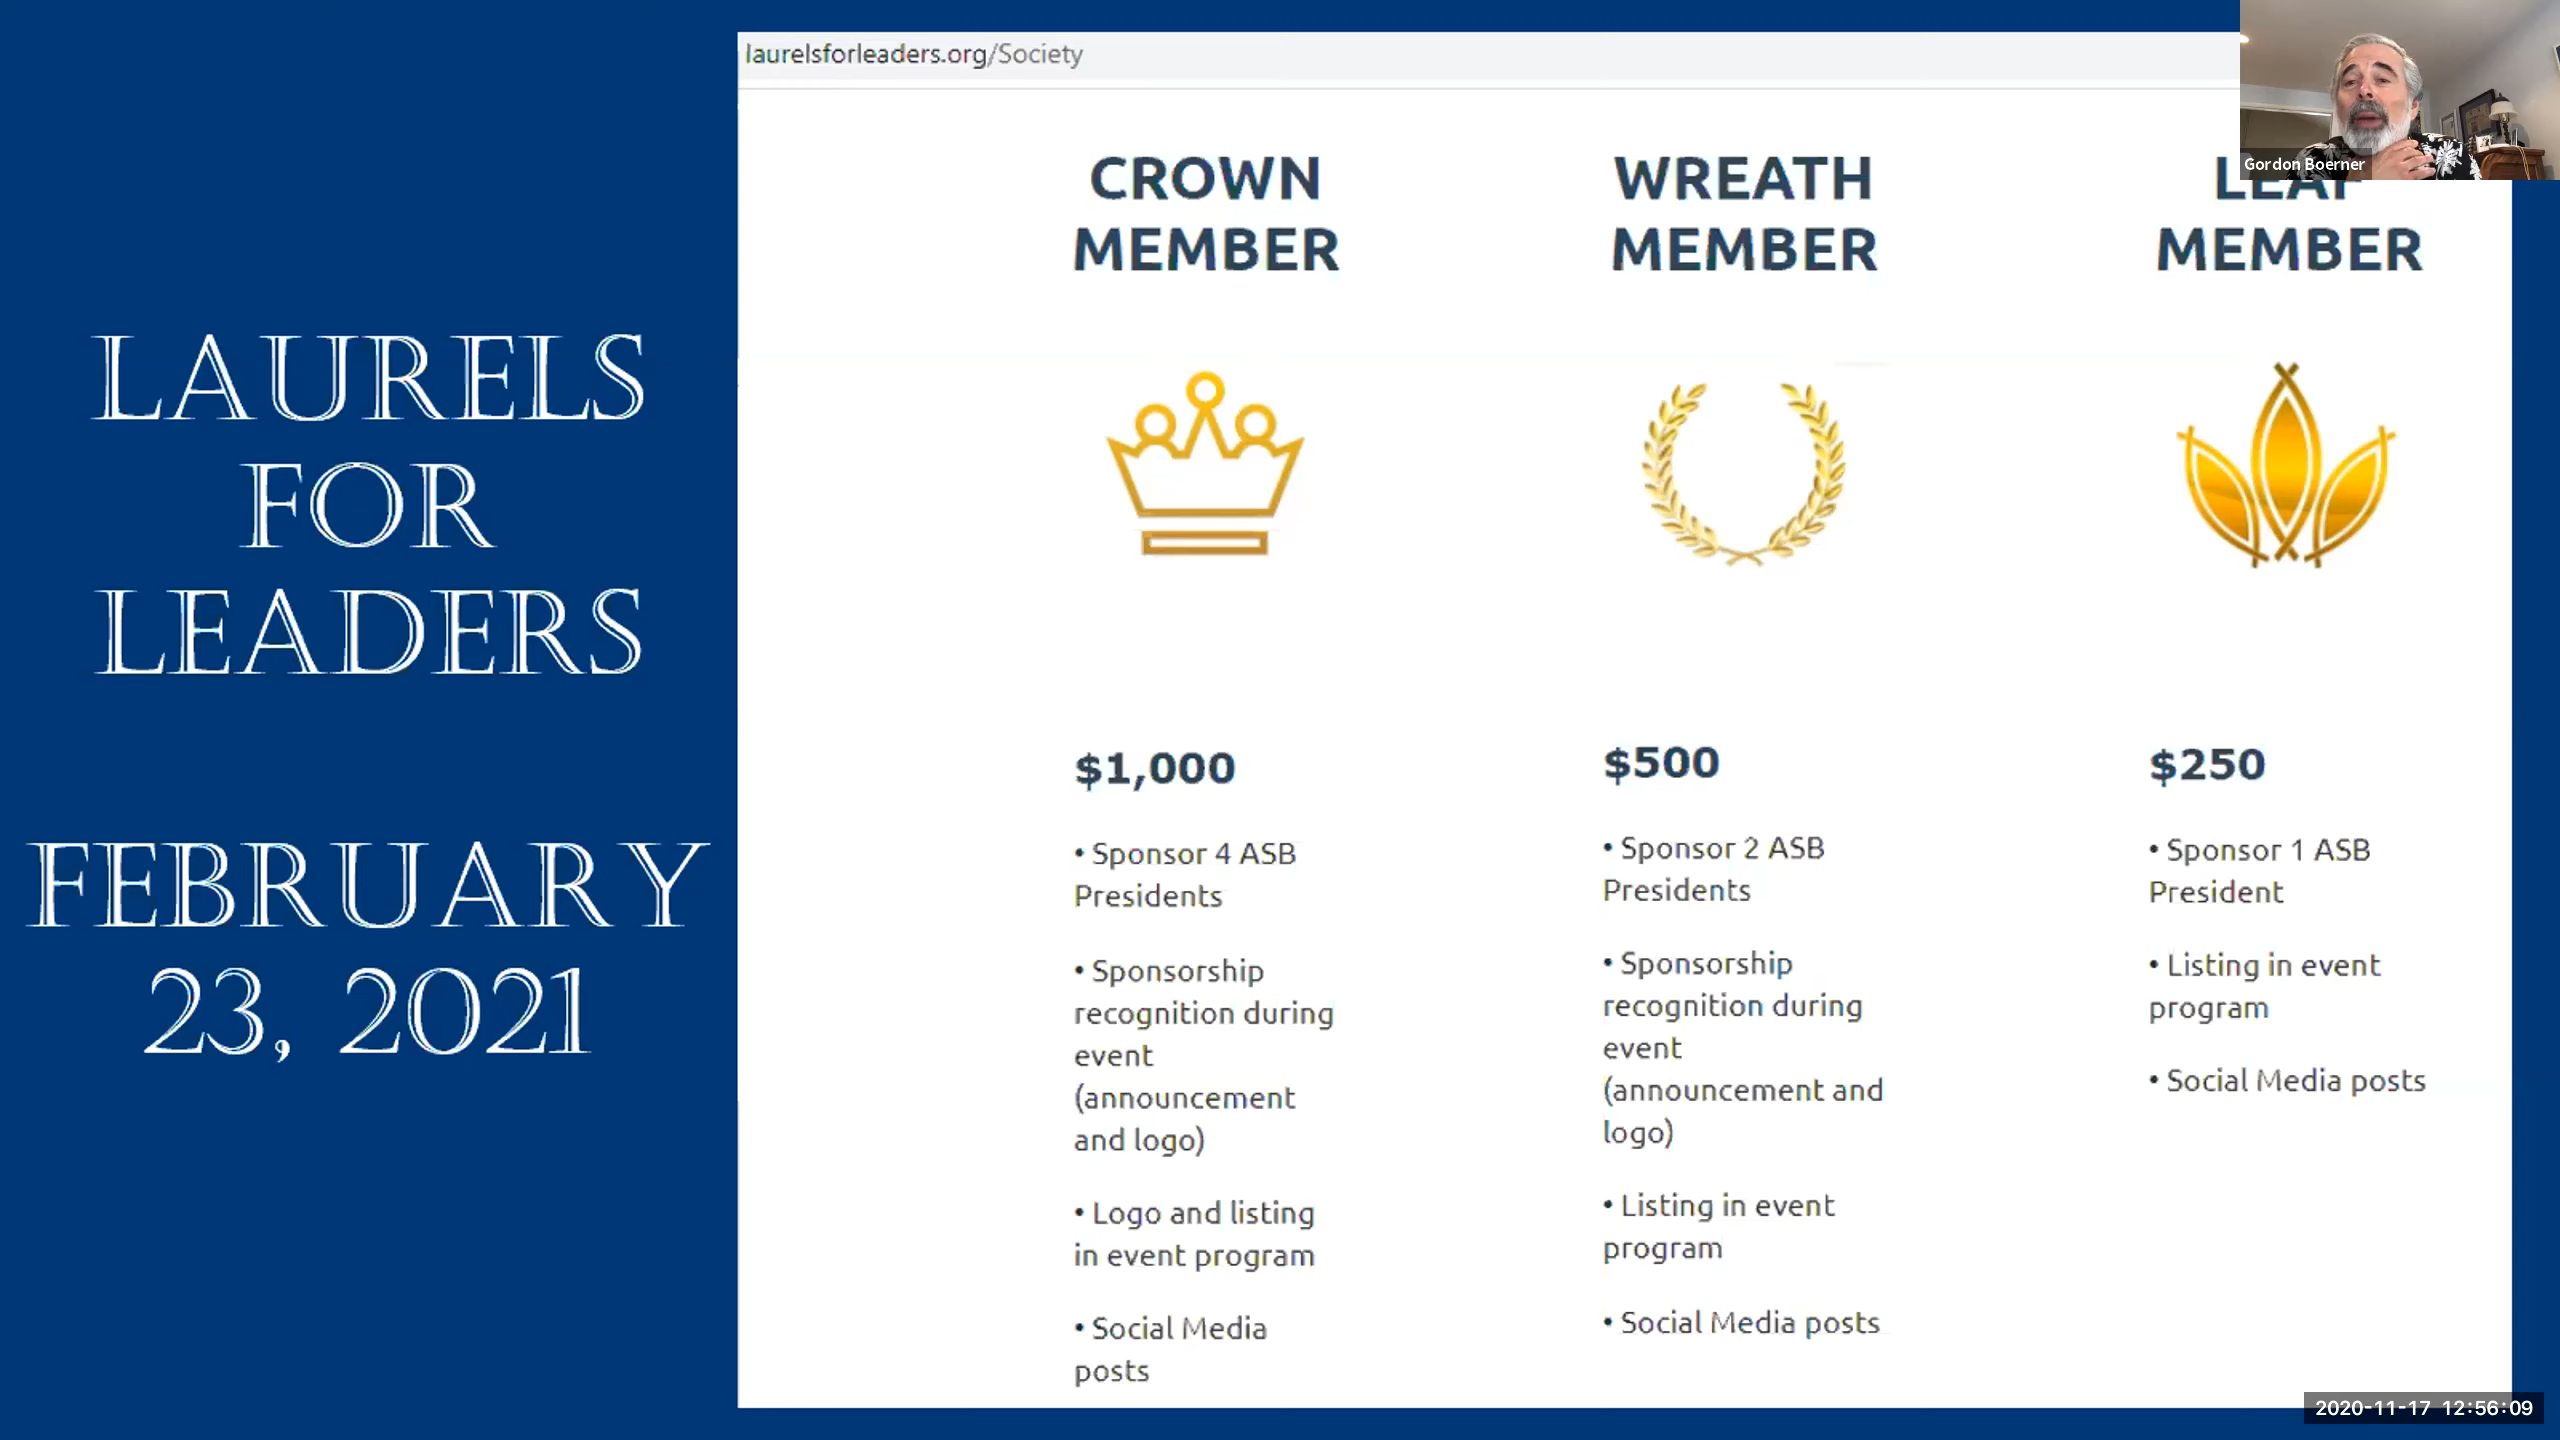 LAURELS
FOR
LEADERS
FEBRUARY
23, 2021
laurelsforleaders.org/Society
CROWN
MEMBER
$1,000
• Sponsor 4 ASB
Presidents
• Sponsorship
recognition during
event
(announcement
and logo)
• Logo and listing
in event program
• Social Media
posts
WREATH
MEMBER
$500
• Sponsor 2 ASB
Presidents
• Sponsorship
recognition during
event
(announcement and
logo)
• Listing in event
program
• Social Media posts
LEAF
MEMBER
$250
• Sponsor 1 ASB
President
• Listing in event
program
• Social Media posts
Gordon Boerner
2020-11-17 12:56:09